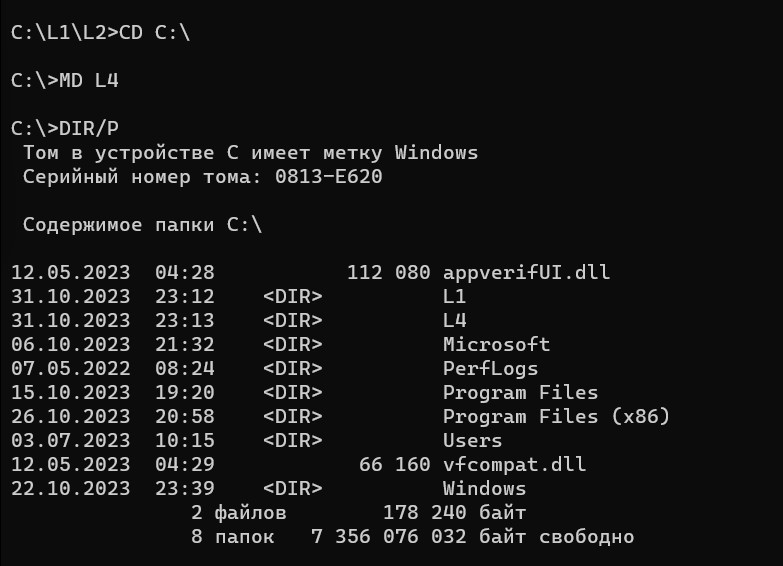 C:\L1\L2>CD C:\
C:\>MD L4
C:\>DIR/P
Том в устройстве C имеет метку Windows
Серийный номер тома: 0813-E620
Содержимое папки C:\
12.05.2023  04:28           112 080 appverifUI.dll
31.10.2023  23:12    <DIR>          L1
31.10.2023  23:13    <DIR>          L4
06.10.2023  21:32    <DIR>          Microsoft
07.05.2022  08:24    <DIR>          PerfLogs
15.10.2023  19:20    <DIR>          Program Files
26.10.2023  20:58    <DIR>          Program Files (x86)
03.07.2023  10:15    <DIR>          Users
12.05.2023  04:29            66 160 vfcompat.dll
22.10.2023  23:39    <DIR>          Windows
2 файлов        178 240 байт
8 папок   7 356 076 032 байт свободно